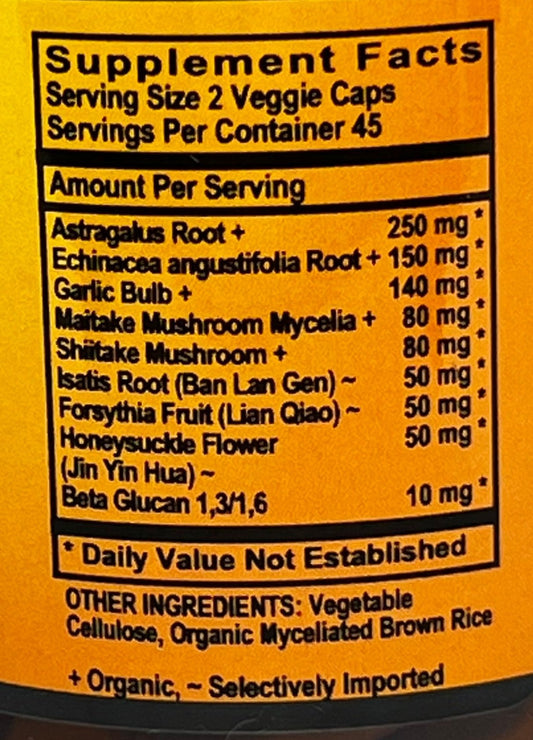 Supplement Facts
Serving Size 2 Veggie Caps
Servings Per Container 45
Amount Per Serving
Astragalus Root + 250 mg *
Echinacea angustifolia Root + 150 mg *
Garlic Bulb + 140 mg *
Maitake Mushroom Mycelia + 80 mg *
Shiitake Mushroom + 80 mg *
Isatis Root (Ban Lan Gen) ~ 50 mg *
Forsythia Fruit (Lian Qiao) ~ 50 mg *
Honeysuckle Flower 50 mg *
(Jin Yin Hua) ~
Beta Glucan 1,3/1,6 10 mg *
* Daily Value Not Established
OTHER INGREDIENTS: Vegetable
Cellulose, Organic Myceliated Brown Rice
+ Organic, ~ Selectively Imported